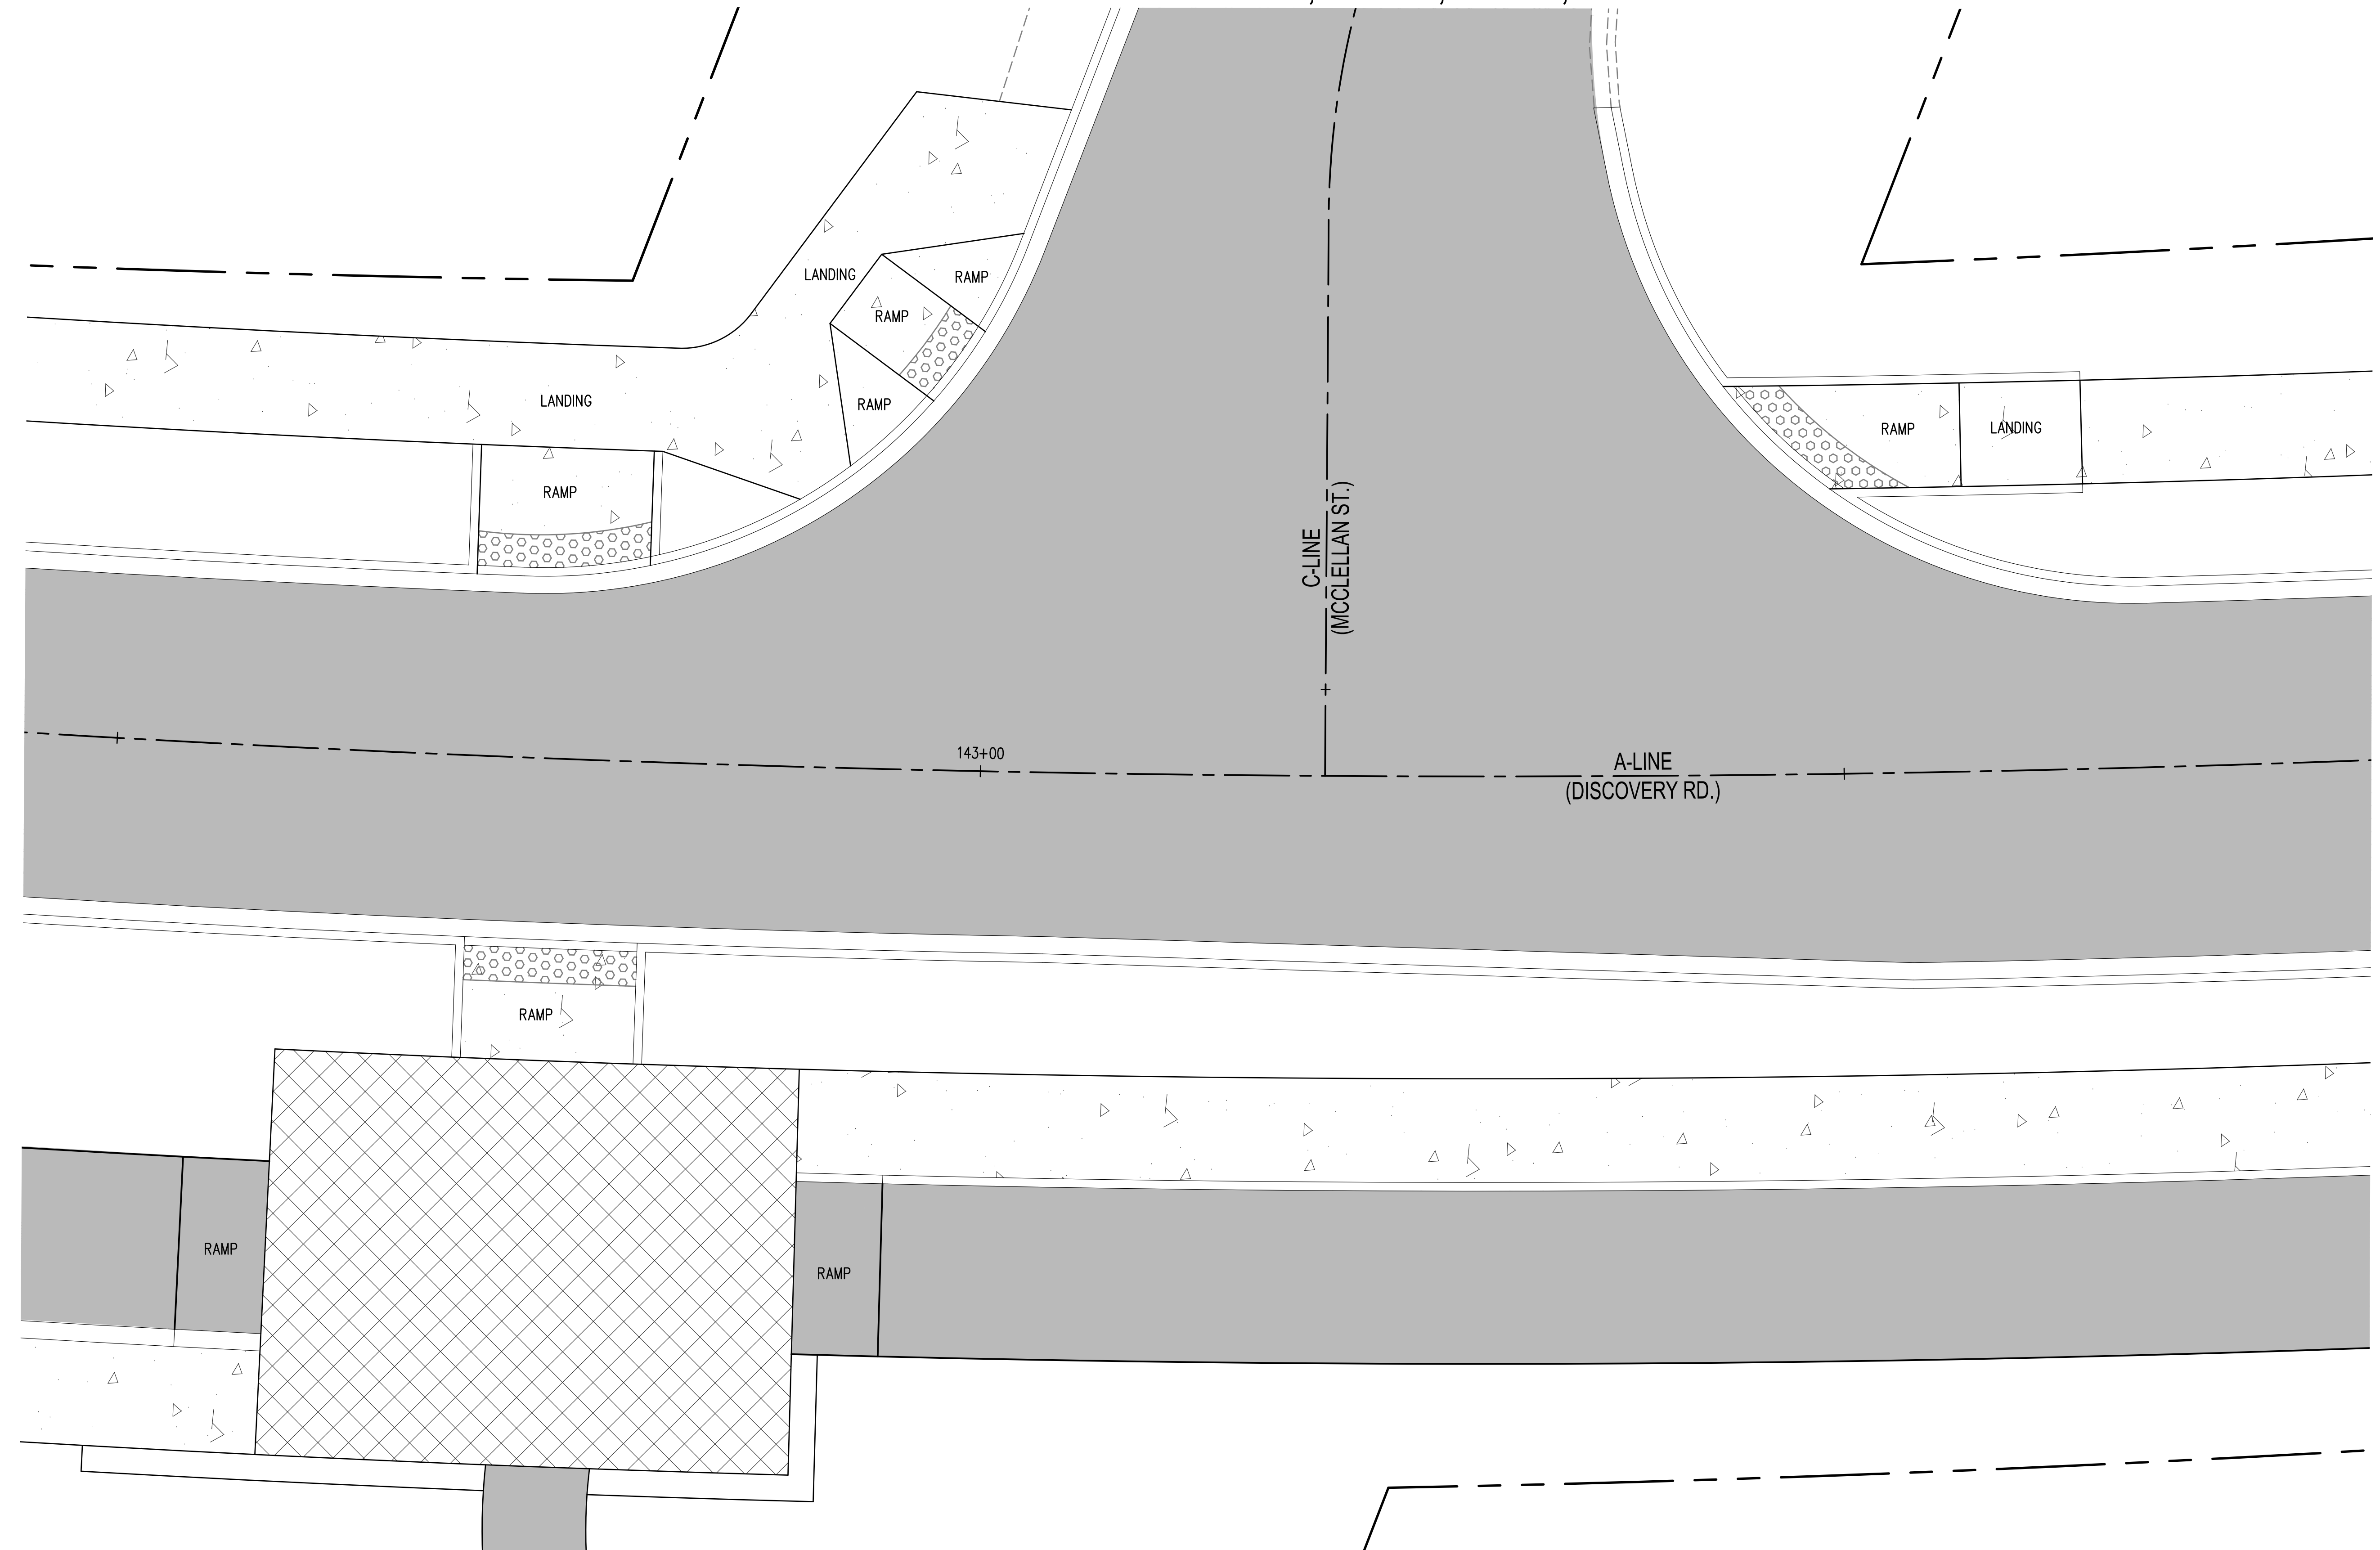 RAMP
LANDING
RAMP
RAMP
LANDING
RAMP
RAMP
LANDING
RAMP
C-LINE
(MCCLELLAN ST.)
143+00
A-LINE
(DISCOVERY RD.)
RAMP
RAMP
RAMP